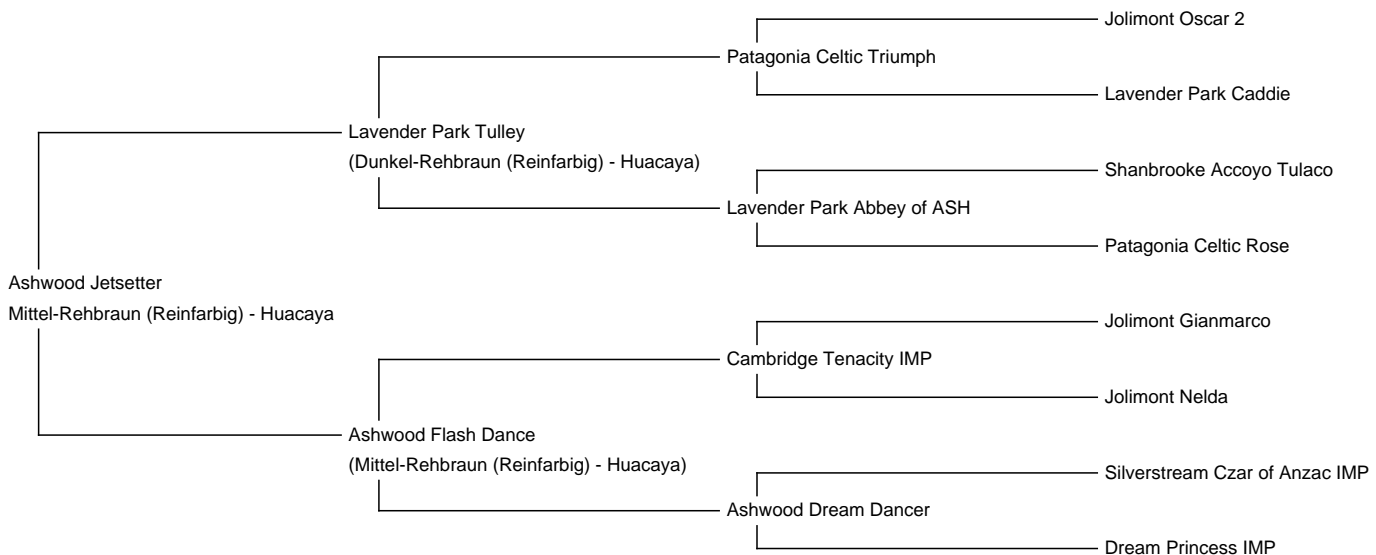 Jolimont Oscar 2
Patagonia Celtic Triumph
Lavender Park Caddie
Lavender Park Tulley
(Dunkel-Rehbraun (Reinfarbig) - Huacaya)
Shanbrooke Accoyo Tulaco
Lavender Park Abbey of ASH
Patagonia Celtic Rose
Ashwood Jetsetter
Mittel-Rehbraun (Reinfarbig) - Huacaya
Jolimont Gianmarco
Cambridge Tenacity IMP
Jolimont Nelda
Ashwood Flash Dance
(Mittel-Rehbraun (Reinfarbig) - Huacaya)
Silverstream Czar of Anzac IMP
Ashwood Dream Dancer
Dream Princess IMP